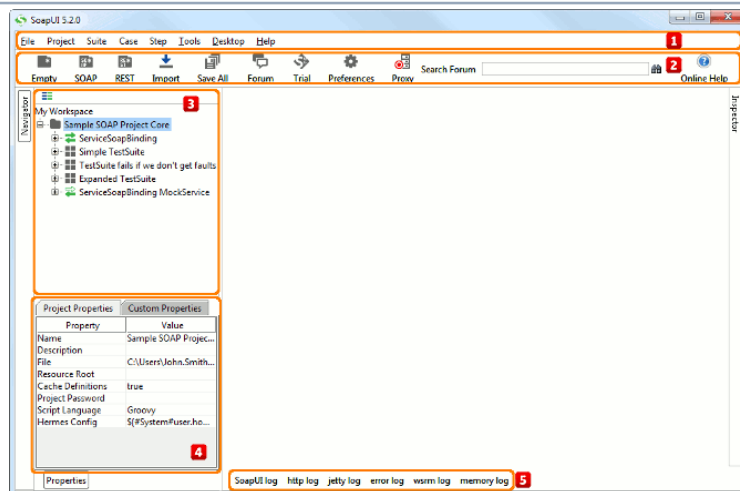 SoapUI 5.2.0
File Project Suite Case Step Tools Desktop Help
1
Empty SOAP REST Import Save All Forum Trial Preferences Proxy Search Forum Online Help
2
Navigator
3
My Workspace
Sample SOAP Project Core
ServiceSoapBinding
Simple TestSuite
TestSuite fails if we don't get faults
Expanded TestSuite
ServiceSoapBinding MockService
Inspector
Project Properties Custom Properties
Property Value
Name Sample SOAP Projec...
Description
File C:\Users\John.Smith...
Resource Root
Cache Definitions true
Project Password
Script Language Groovy
Hermes Config ${#System#user.ho...
4
Properties
SoapUI log http log jetty log error log wsrm log memory log
5